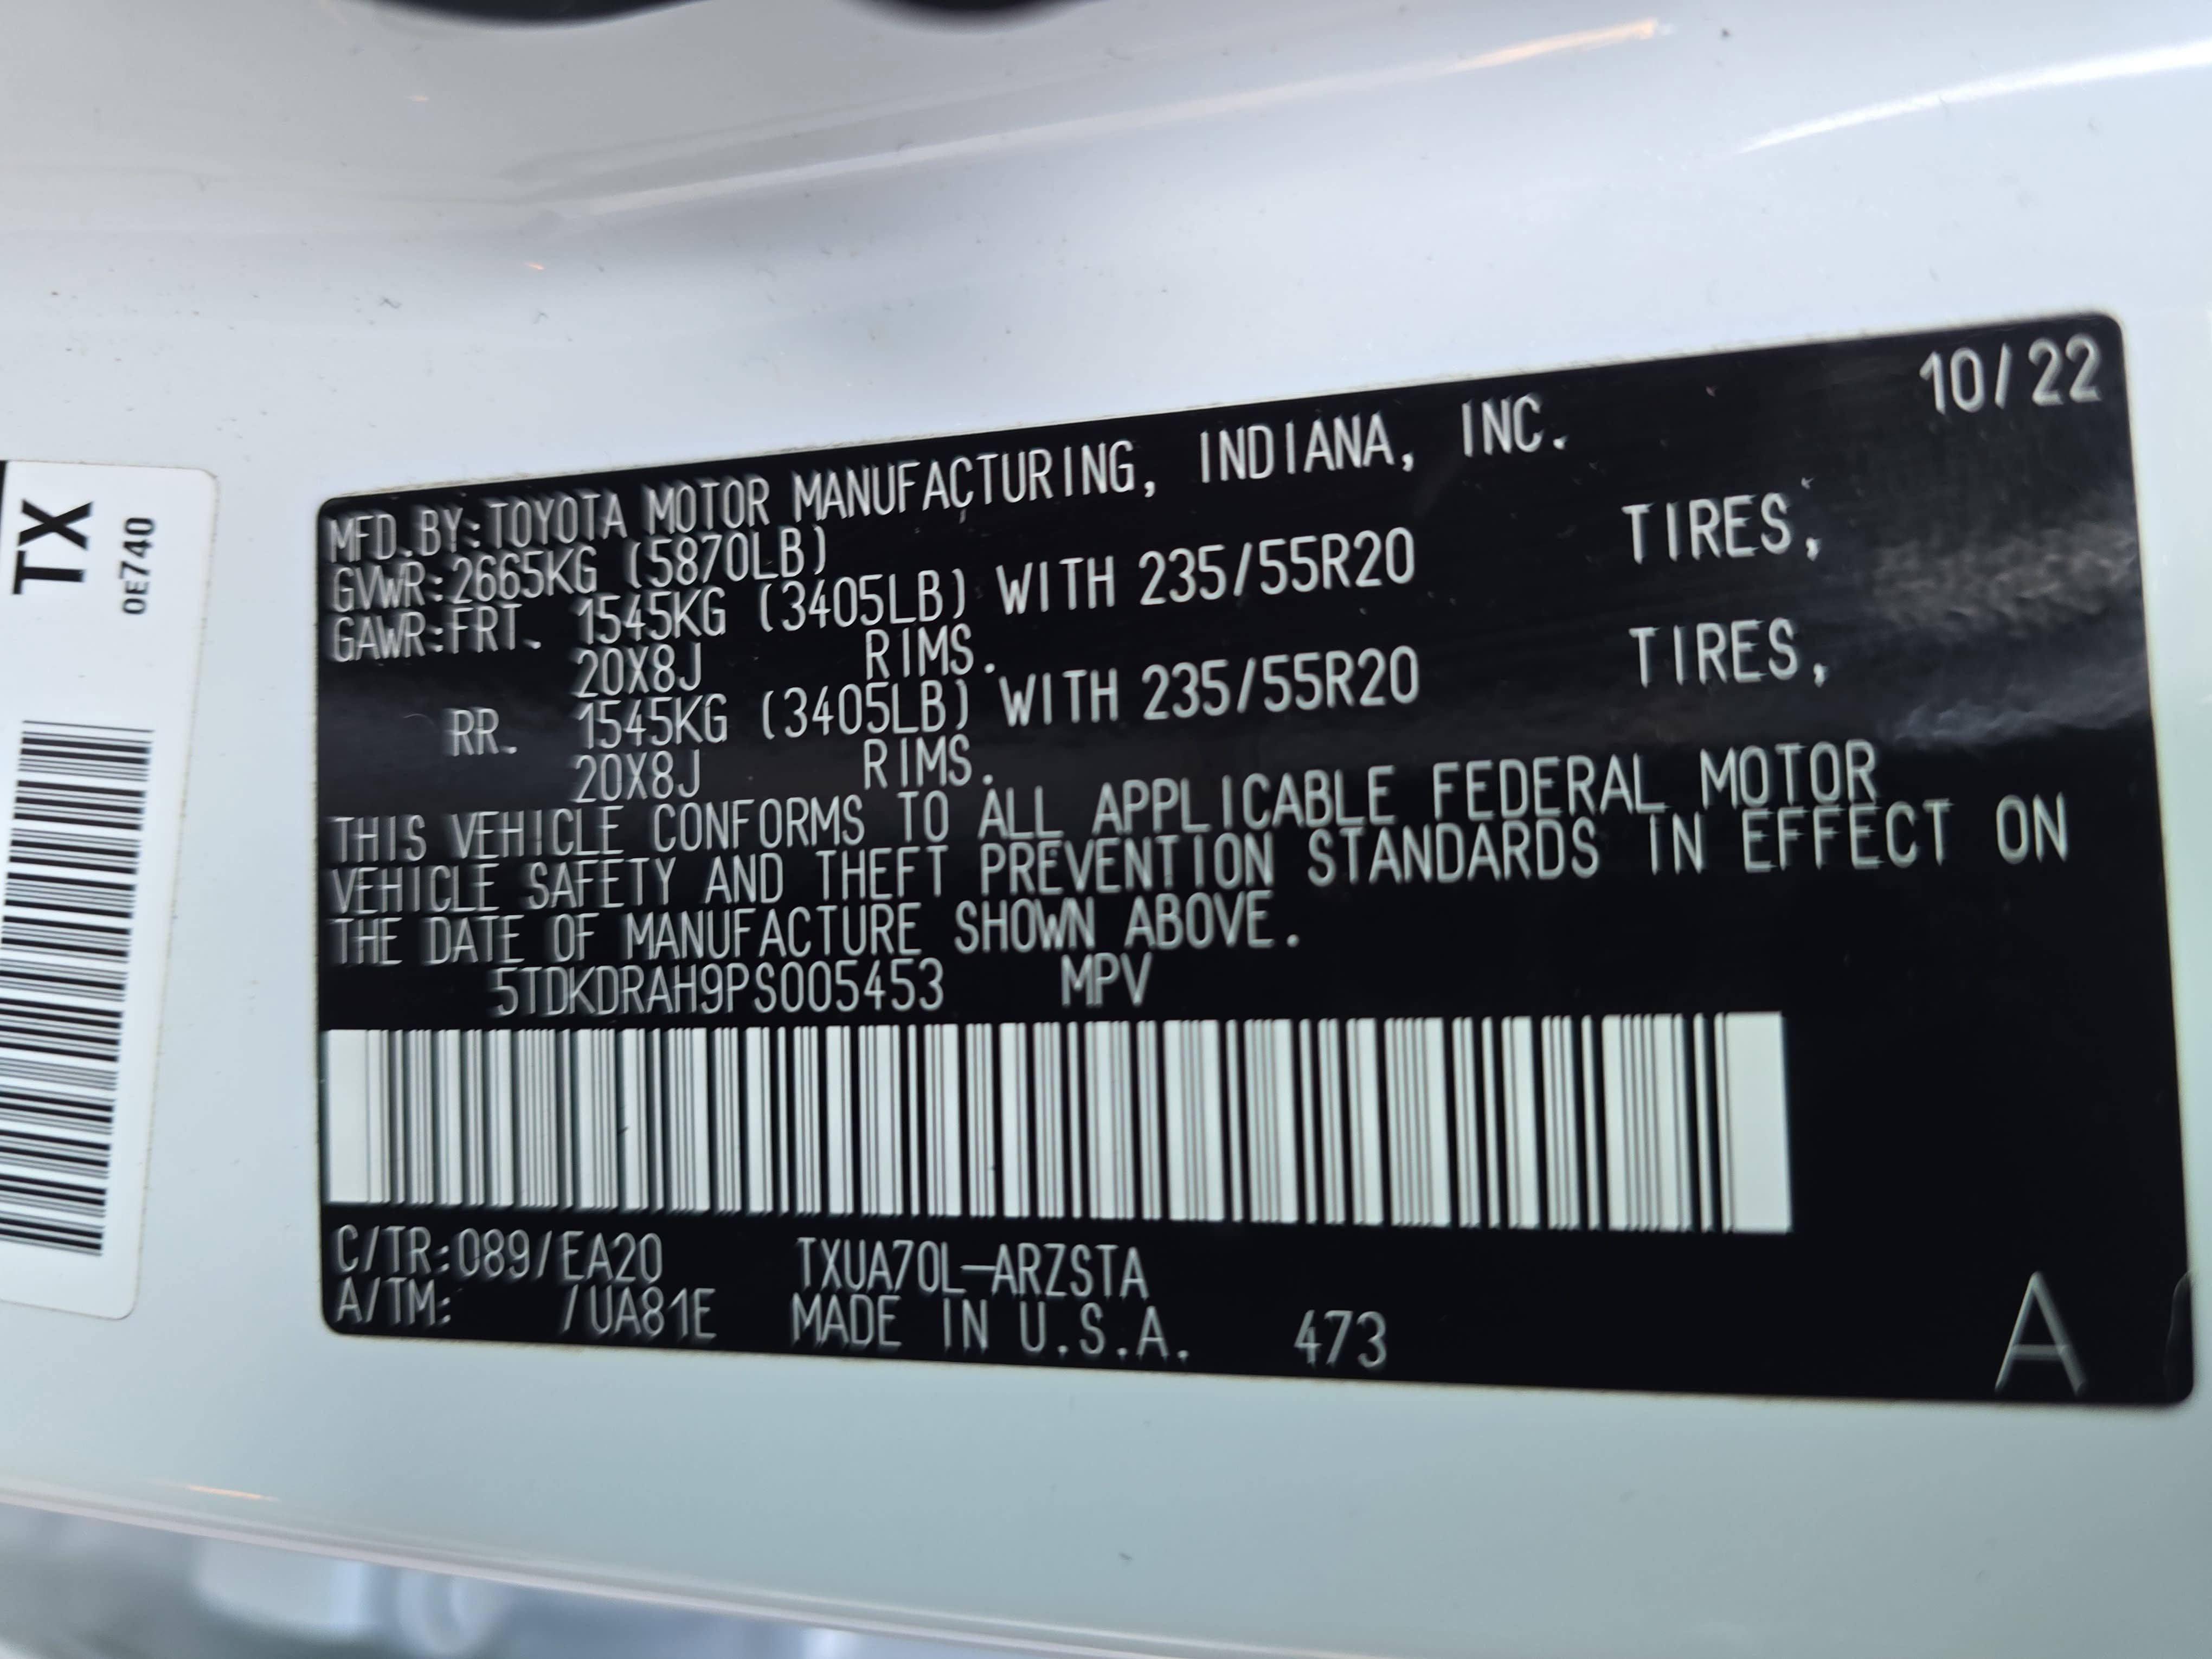 TX
0E740
10/22
MFD.BY:TOYOTA MOTOR MANUFACTURING, INDIANA, INC.
GVWR:2665KG (5870LB)
GAWR:FRT. 1545KG (3405LB) WITH 235/55R20 TIRES,
20X8J RIMS.
RR. 1545KG (3405LB) WITH 235/55R20 TIRES,
20X8J RIMS.
THIS VEHICLE CONFORMS TO ALL APPLICABLE FEDERAL MOTOR
VEHICLE SAFETY AND THEFT PREVENTION STANDARDS IN EFFECT ON
THE DATE OF MANUFACTURE SHOWN ABOVE.
5TDKDRAH9PS005453 MPV
C/TR:089/EA20 TXUA70L-ARZSTA
A/TM: /UA81E MADE IN U.S.A. 473
A